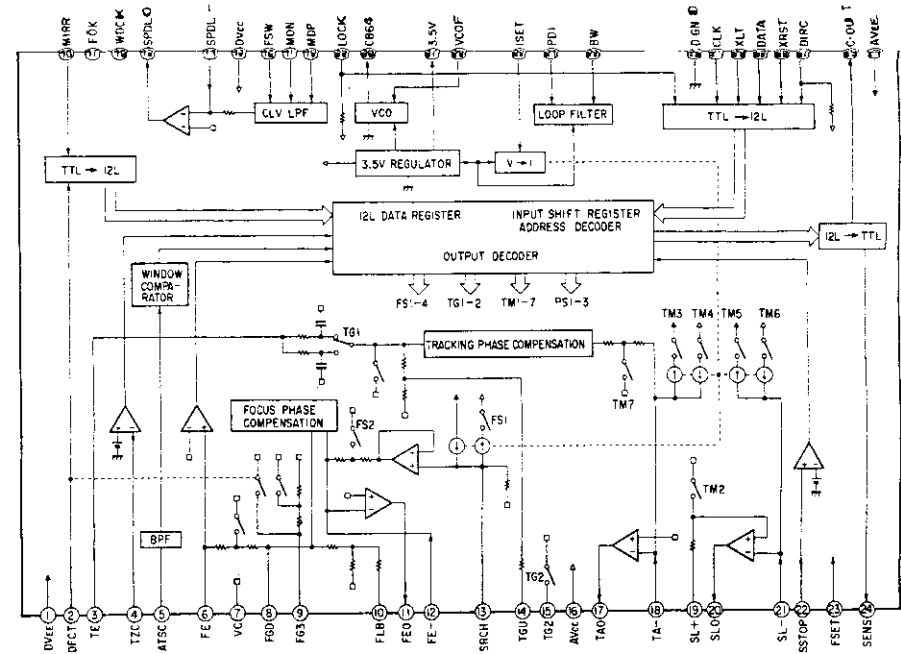 MIRR
FOK
WDCK
SPDLO
SPDL-
DVcc
FSW
MON
MDP
LOCK
CB64
3.5V
VCOF
ISET
PDI
BW
D.GND
CLK
XLT
DATA
XRST
DIRC
C.OUT
AVEE
CLV LPF
VCO
LOOP FILTER
TTL → I2L
TTL → I2L
3.5V REGULATOR
V → I
I2L DATA REGISTER
INPUT SHIFT REGISTER
ADDRESS DECODER
OUTPUT DECODER
I2L → TTL
WINDOW
COMPA-
RATOR
FS1-4
TG1-2
TM1-7
PS1-3
TG1
TRACKING PHASE COMPENSATION
TM3
TM4
TM5
TM6
TM7
FOCUS PHASE
COMPENSATION
FS2
FS1
TM2
BPF
TG2
1
2
3
4
5
6
7
8
9
10
11
12
13
14
15
16
17
18
19
20
21
22
23
24
DVEE
DFCT
TE
TZC
ATSC
FE
VC
FGD
FG3
FLB
FEO
FE-
SRCH
TGU
TG2
AVcc
TAO
TA-
SL+
SLO
SL-
SSTOP
FSET
SENS